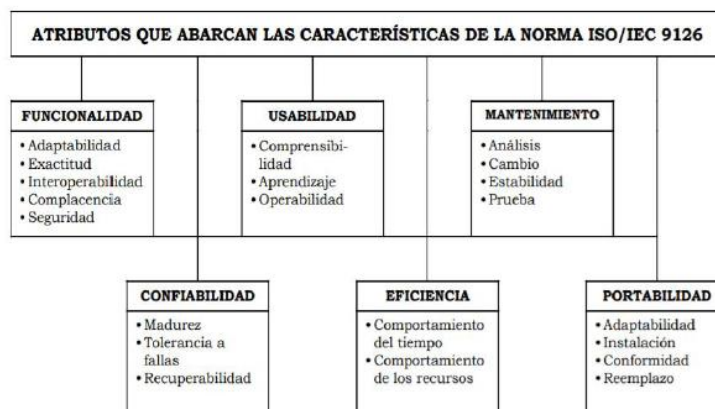 ATRIBUTOS QUE ABARCAN LAS CARACTERÍSTICAS DE LA NORMA ISO/IEC 9126
FUNCIONALIDAD
• Adaptabilidad
• Exactitud
• Interoperabilidad
• Complacencia
• Seguridad
USABILIDAD
• Comprensibi-
lidad
• Aprendizaje
• Operabilidad
MANTENIMIENTO
• Análisis
• Cambio
• Estabilidad
• Prueba
CONFIABILIDAD
• Madurez
• Tolerancia a
fallas
• Recuperabilidad
EFICIENCIA
• Comportamiento
del tiempo
• Comportamiento
de los recursos
PORTABILIDAD
• Adaptabilidad
• Instalación
• Conformidad
• Reemplazo